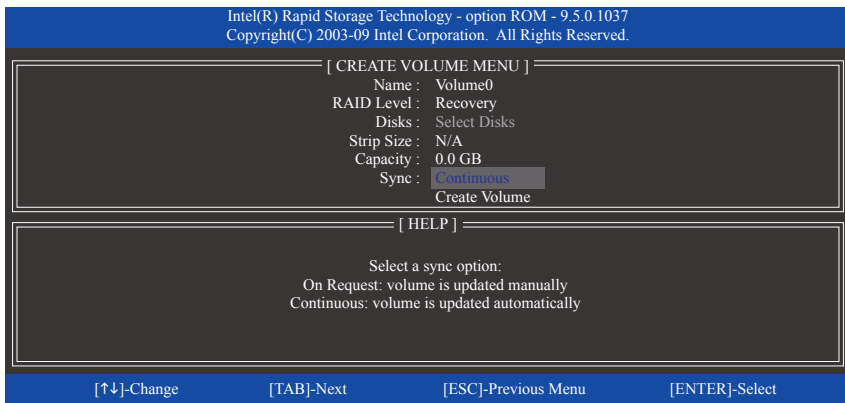 Intel(R) Rapid Storage Technology - option ROM - 9.5.0.1037
Copyright(C) 2003-09 Intel Corporation.  All Rights Reserved.
[ CREATE VOLUME MENU ]
Name :   Volume0
RAID Level :   Recovery
Disks :   Select Disks
Strip Size :   N/A
Capacity :   0.0 GB
Sync :   Continuous
Create Volume
[ HELP ]
Select a sync option:
On Request: volume is updated manually
Continuous: volume is updated automatically
[↑↓]-Change   [TAB]-Next   [ESC]-Previous Menu   [ENTER]-Select